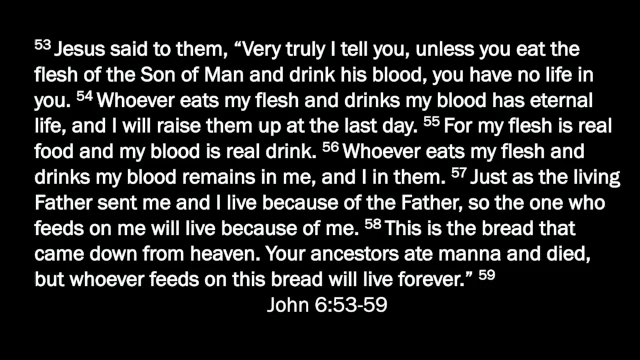 53 Jesus said to them, “Very truly I tell you, unless you eat the
flesh of the Son of Man and drink his blood, you have no life in
you. 54 Whoever eats my flesh and drinks my blood has eternal
life, and I will raise them up at the last day. 55 For my flesh is real
food and my blood is real drink. 56 Whoever eats my flesh and
drinks my blood remains in me, and I in them. 57 Just as the living
Father sent me and I live because of the Father, so the one who
feeds on me will live because of me. 58 This is the bread that
came down from heaven. Your ancestors ate manna and died,
but whoever feeds on this bread will live forever.” 59
John 6:53-59